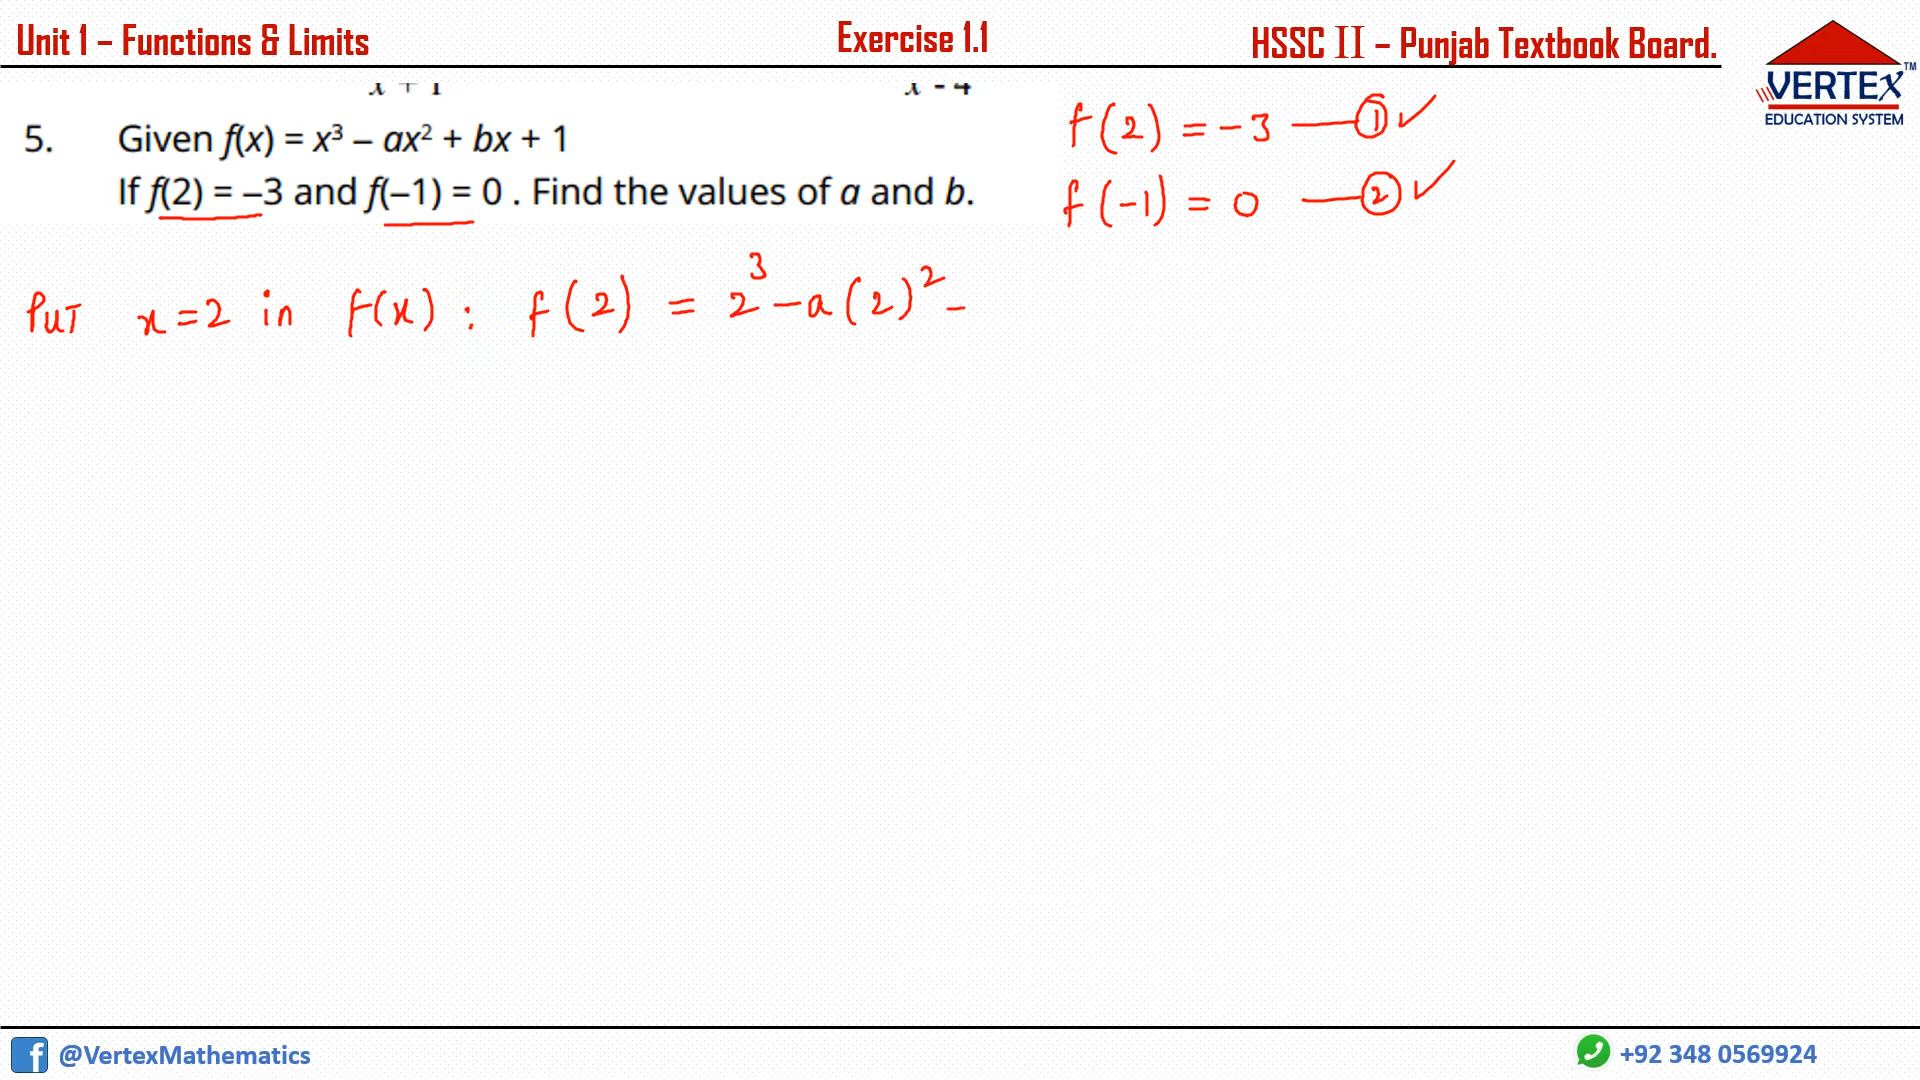 Unit 1 – Functions & Limits
Exercise 1.1
HSSC II – Punjab Textbook Board.
VERTEX TM
EDUCATION SYSTEM
5. Given f(x) = x³ – ax² + bx + 1
If f(2) = –3 and f(–1) = 0 . Find the values of a and b.
f(2) = -3 — ① ✓
f(-1) = 0 — ② ✓
PUT x=2 in f(x) : f(2) = 2³ - a(2)² -
@VertexMathematics
+92 348 0569924